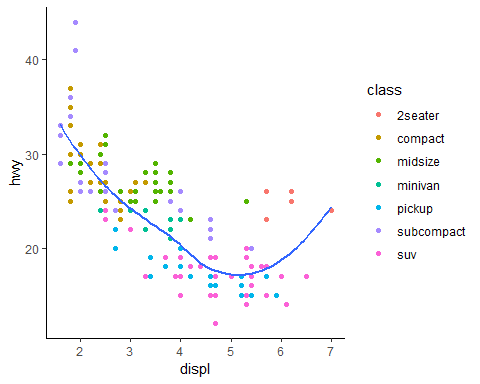 40
30
20
hwy
2 3 4 5 6 7
displ
class
2seater
compact
midsize
minivan
pickup
subcompact
suv